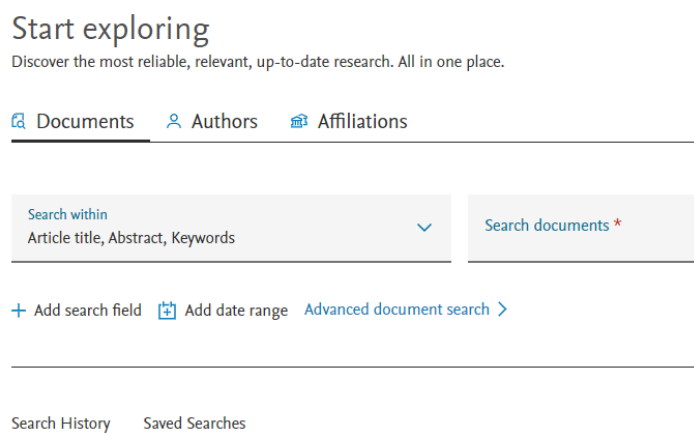 Start exploring
Discover the most reliable, relevant, up-to-date research. All in one place.
Documents Authors Affiliations
Search within
Article title, Abstract, Keywords
Search documents *
Add search field Add date range Advanced document search
Search History Saved Searches